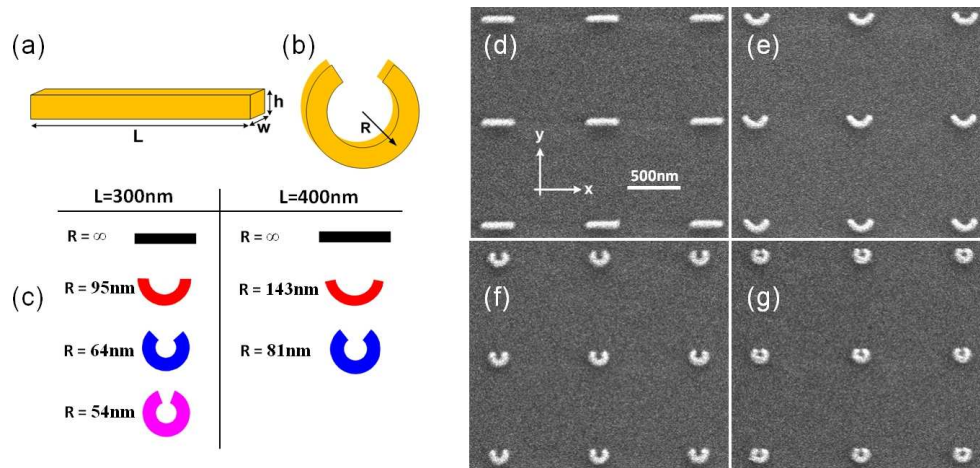 (a)
(b)
h
w
L
R
L=300nm
L=400nm
(c)
R = ∞
R = ∞
R = 95nm
R = 143nm
R = 64nm
R = 81nm
R = 54nm
(d)
(e)
y
x
500nm
(f)
(g)